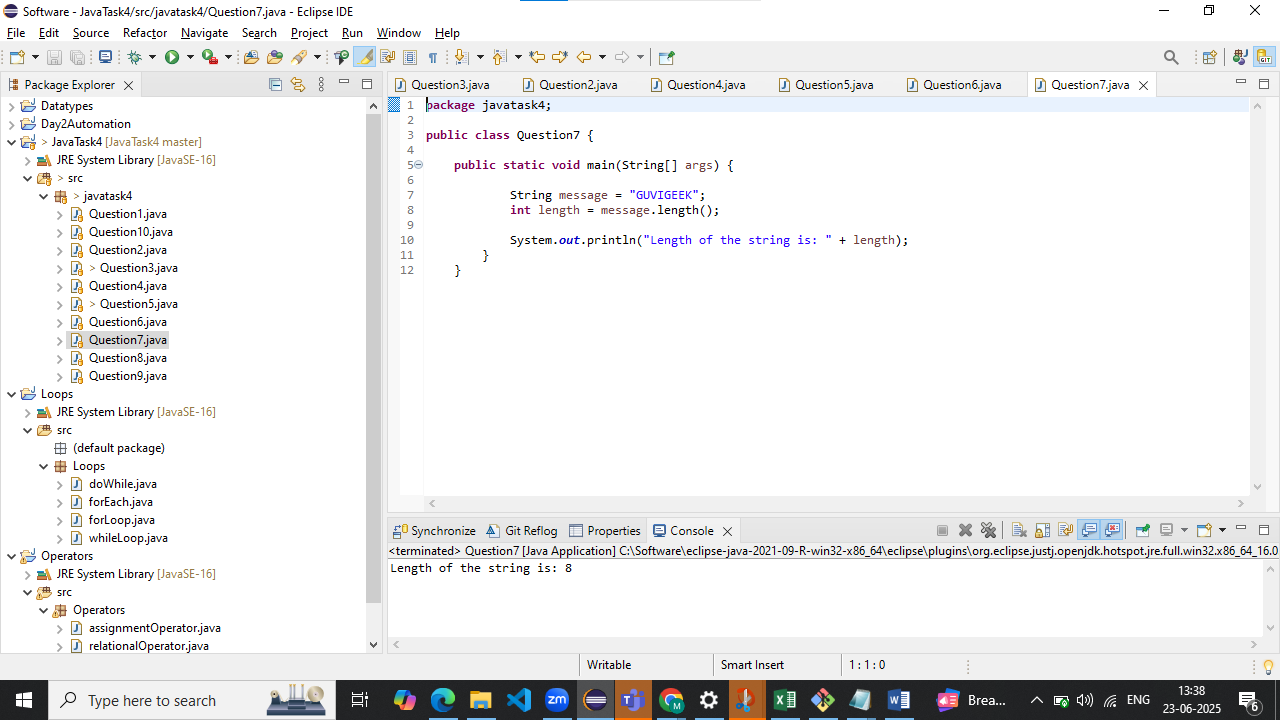 Software - JavaTask4/src/javatask4/Question7.java - Eclipse IDE
File Edit Source Refactor Navigate Search Project Run Window Help
Package Explorer
Datatypes
Day2Automation
> JavaTask4 [JavaTask4 master]
JRE System Library [JavaSE-16]
> src
> javatask4
Question1.java
Question10.java
Question2.java
> Question3.java
Question4.java
> Question5.java
Question6.java
Question7.java
Question8.java
Question9.java
Loops
JRE System Library [JavaSE-16]
src
(default package)
Loops
doWhile.java
forEach.java
forLoop.java
whileLoop.java
Operators
JRE System Library [JavaSE-16]
src
Operators
assignmentOperator.java
relationalOperator.java
Question3.java Question2.java Question4.java Question5.java Question6.java Question7.java
1 package javatask4;
2
3 public class Question7 {
4
5 public static void main(String[] args) {
6
7 String message = "GUVIGEEK";
8 int length = message.length();
9
10 System.out.println("Length of the string is: " + length);
11 }
12 }
Synchronize Git Reflog Properties Console
<terminated> Question7 [Java Application] C:\Software\eclipse-java-2021-09-R-win32-x86_64\eclipse\plugins\org.eclipse.justj.openjdk.hotspot.jre.full.win32.x86_64_16.0
Length of the string is: 8
Writable Smart Insert 1 : 1 : 0
Type here to search Brea... ENG 13:38
23-06-2025 6